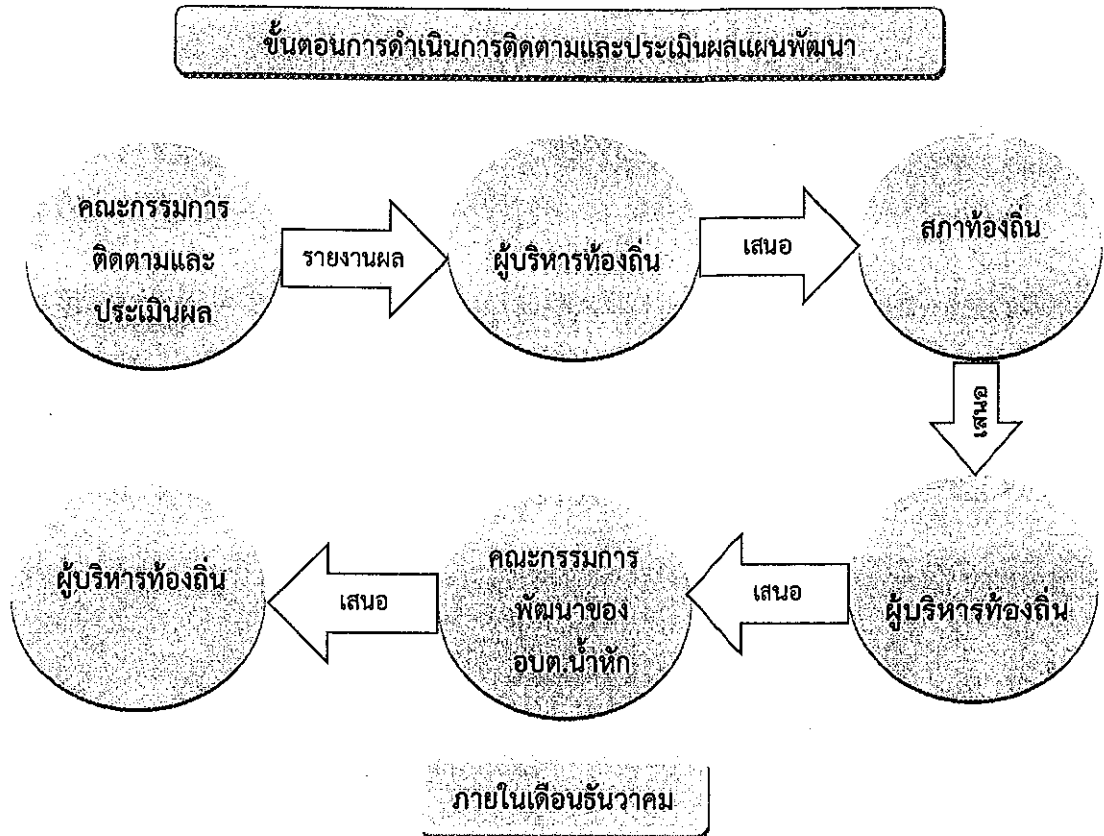 ขั้นตอนการดำเนินการติดตามและประเมินผลแผนพัฒนา
คณะกรรมการ
ติดตามและ
ประเมินผล
รายงานผล
ผู้บริหารท้องถิ่น
เสนอ
สภาท้องถิ่น
เสนอ
ผู้บริหารท้องถิ่น
เสนอ
คณะกรรมการ
พัฒนาของ
อบต.น้ำหัก
เสนอ
ผู้บริหารท้องถิ่น
ภายในเดือนธันวาคม